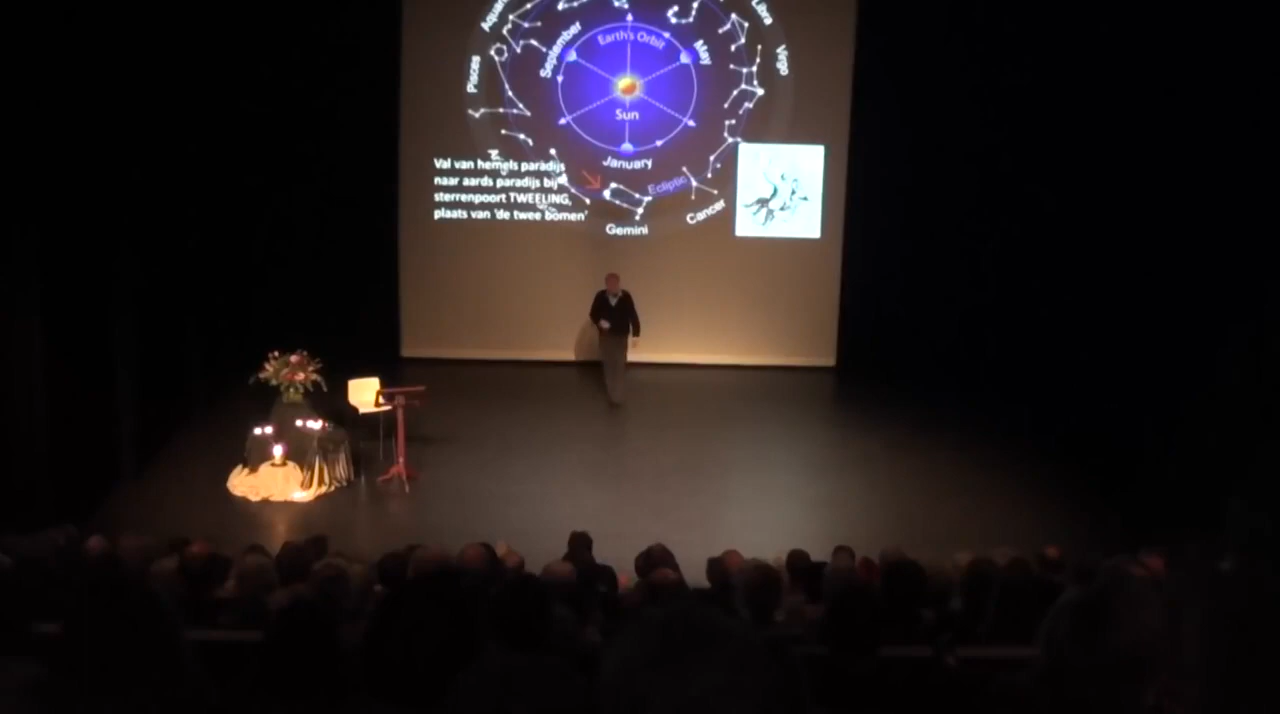 Aquar
Libra
September
Earth's Orbit
May
Pisces
Virgo
Sun
January
Val van hemels paradijs
naar aards paradijs bij
sterrenpoort TWEELING,
plaats van 'de twee bomen'
Ecliptic
Cancer
Gemini